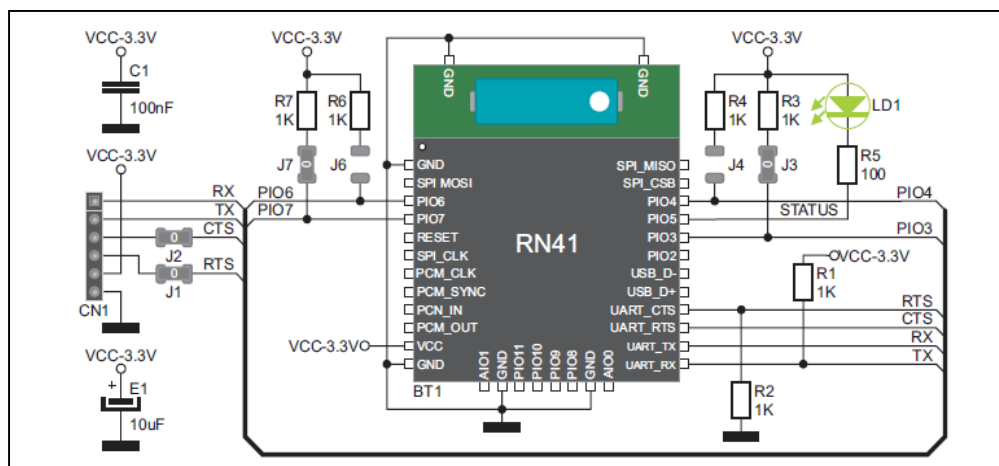 VCC-3.3V
C1
100nF
VCC-3.3V
RX
TX
CTS
RTS
J2
J1
CN1
VCC-3.3V
+
E1
10uF
VCC-3.3V
R7
1K
R6
1K
J7
0
J6
PIO6
PIO7
0
0
VCC-3.3V
GND
GND
GND
SPI MOSI
PIO6
PIO7
RESET
SPI_CLK
PCM_CLK
PCM_SYNC
PCN_IN
PCM_OUT
VCC
GND
RN41
BT1
AIO1
GND
PIO11
PIO10
PIO9
PIO8
GND
AIO0
SPI_MISO
SPI_CSB
PIO4
PIO5
PIO3
PIO2
USB_D-
USB_D+
UART_CTS
UART_RTS
UART_TX
UART_RX
VCC-3.3V
R4
1K
R3
1K
LD1
J4
0
J3
R5
100
STATUS
PIO4
PIO3
VCC-3.3V
R1
1K
RTS
CTS
RX
TX
R2
1K